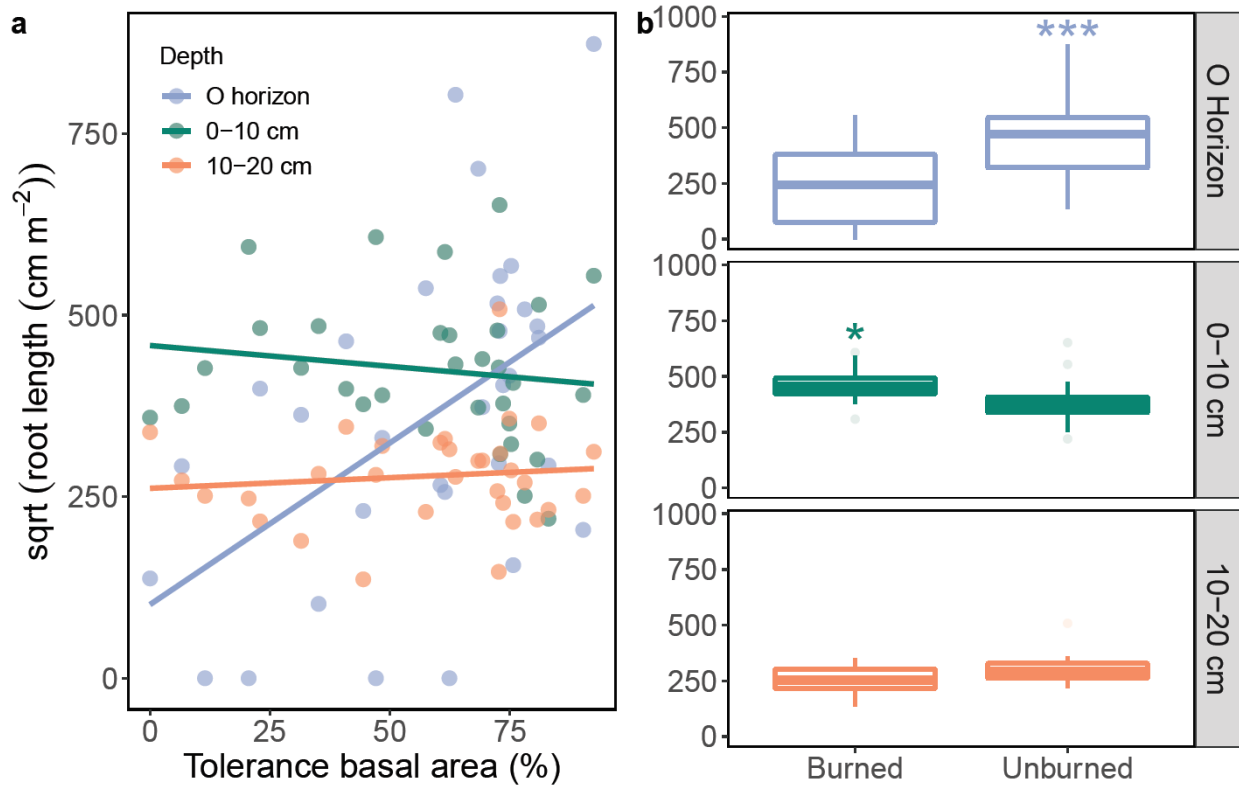 a
Depth
O horizon
0−10 cm
10−20 cm
sqrt (root length (cm m⁻²))
750
500
250
0
0 25 50 75
Tolerance basal area (%)
b
1000
750
500
250
0
***
O Horizon
1000
750
500
250
0
*
0−10 cm
1000
750
500
250
0
10−20 cm
Burned Unburned